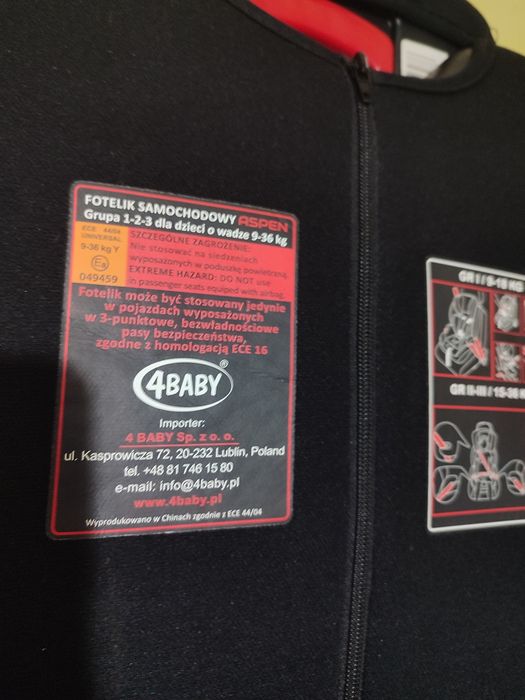 FOTELIK SAMOCHODOWY ASPEN
Grupa 1-2-3 dla dzieci o wadze 9-36 kg
ECE 44/04
UNIVERSAL
9-36 kg Y
049459
SZCZEGÓLNE ZAGROŻENIE:
Nie stosować na siedzeniach
wyposażonych w poduszkę powietrzną.
EXTREME HAZARD: DO NOT use
in passenger seats equiped with airbag.
Fotelik może być stosowany jedynie
w pojazdach wyposażonych
w 3-punktowe, bezwładnościowe
pasy bezpieczeństwa,
zgodne z homologacją ECE 16
4BABY®
Importer:
4 BABY Sp. z o. o.
ul. Kasprowicza 72, 20-232 Lublin, Poland
tel. +48 81 746 15 80
e-mail: info@4baby.pl
www.4baby.pl
Wyprodukowano w Chinach zgodnie z ECE 44/04
GR I / 9-18 KG
GR II-III / 15-36